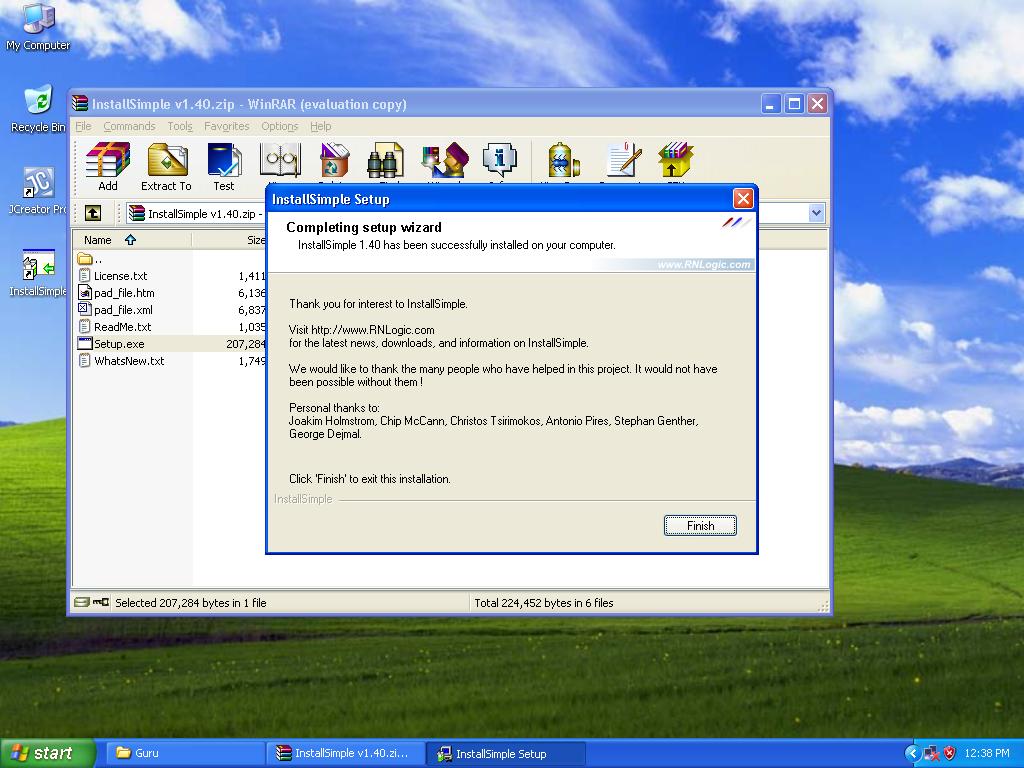 My Computer
Recycle Bin
JCreator Pro
InstallSimple
InstallSimple v1.40.zip - WinRAR (evaluation copy)
File Commands Tools Favorites Options Help
Add Extract To Test
InstallSimple v1.40.zip -
Name Size
..
License.txt 1,411
pad_file.htm 6,136
pad_file.xml 6,837
ReadMe.txt 1,035
Setup.exe 207,284
WhatsNew.txt 1,749
Selected 207,284 bytes in 1 file
Total 224,452 bytes in 6 files
InstallSimple Setup
Completing setup wizard
InstallSimple 1.40 has been successfully installed on your computer.
www.RNLogic.com
Thank you for interest to InstallSimple.
Visit http://www.RNLogic.com
for the latest news, downloads, and information on InstallSimple.
We would like to thank the many people who have helped in this project. It would not have
been possible without them !
Personal thanks to:
Joakim Holmstrom, Chip McCann, Christos Tsirimokos, Antonio Pires, Stephan Genther,
George Dejmal.
Click 'Finish' to exit this installation.
InstallSimple
Finish
start
Guru
InstallSimple v1.40.zi...
InstallSimple Setup
12:38 PM